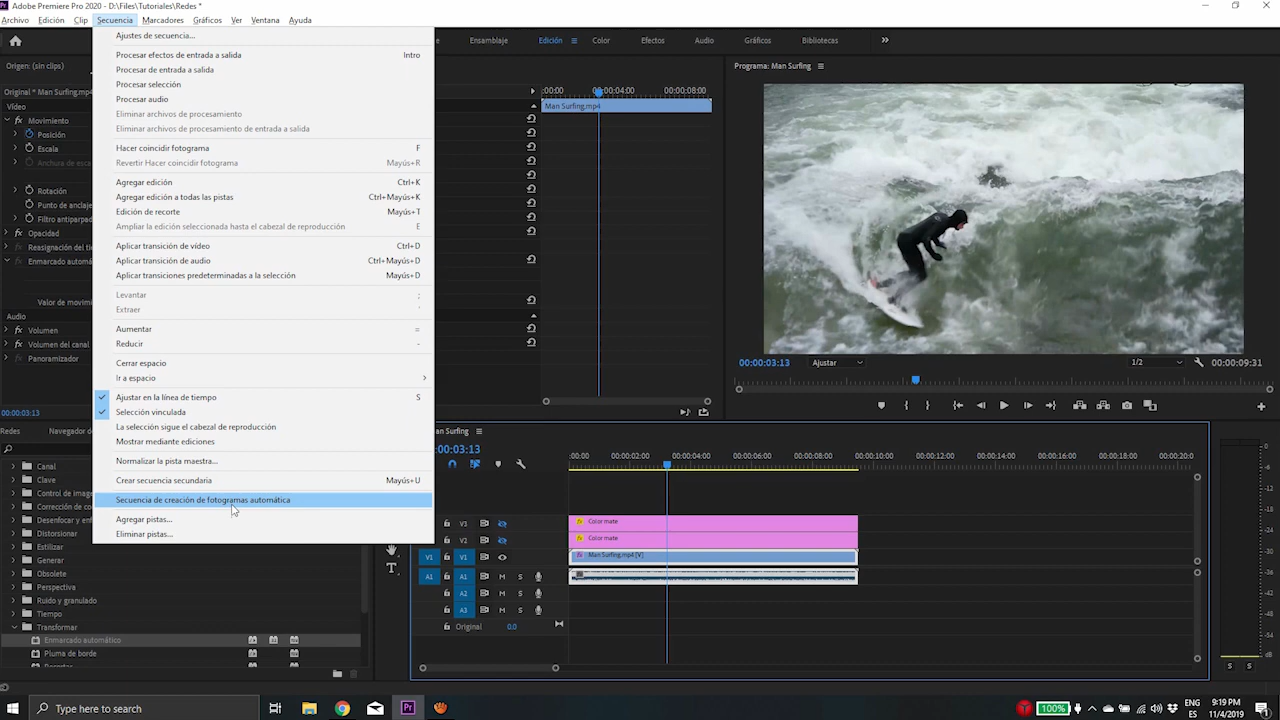 Adobe Premiere Pro 2020 - D:\Files\Tutoriales\Redes *
Archivo Edición Clip Secuencia Marcadores Gráficos Ver Ventana Ayuda
Ajustes de secuencia...
Procesar efectos de entrada a salida Intro
Procesar de entrada a salida
Procesar selección
Procesar audio
Eliminar archivos de procesamiento
Eliminar archivos de procesamiento de entrada a salida
Hacer coincidir fotograma F
Revertir Hacer coincidir fotograma Mayús+R
Agregar edición Ctrl+K
Agregar edición a todas las pistas Ctrl+Mayús+K
Edición de recorte Mayús+T
Ampliar la edición seleccionada hasta el cabezal de reproducción E
Aplicar transición de vídeo Ctrl+D
Aplicar transición de audio Ctrl+Mayús+D
Aplicar transiciones predeterminadas a la selección Mayús+D
Levantar ;
Extraer '
Aumentar =
Reducir -
Cerrar espacio
Ir a espacio
Ajustar en la línea de tiempo S
Selección vinculada
La selección sigue el cabezal de reproducción
Mostrar mediante ediciones
Normalizar la pista maestra...
Crear secuencia secundaria Mayús+U
Secuencia de creación de fotogramas automática
Agregar pistas...
Eliminar pistas...
Ensamblaje Edición Color Efectos Audio Gráficos Bibliotecas
Origen: (sin clips)
Original * Man Surfing.mp4
Vídeo
Movimiento
Posición
Escala
Anchura de esca
Rotación
Punto de anclaje
Filtro antiparpad
Opacidad
Reasignación del tie
Enmarcado automá
Valor de movimi
Audio
Volumen
Volumen del canal
Panoramizador
00:00:03:13
:00:00 00:00:04:00 00:00:08:00
Man Surfing.mp4
Programa: Man Surfing
00:00:03:13 Ajustar 1/2 00:00:09:31
Redes Navegador de
Canal
Clave
Control de imag
Corrección de co
Desenfocar y enf
Distorsionar
Estilizar
General
Obsolete
Perspectiva
Ruido y granulado
Tiempo
Transformar
Enmarcado automático
Pluma de borde
Man Surfing
00:00:03:13
:00:00 00:00:02:00 00:00:04:00 00:00:06:00 00:00:08:00 00:00:10:00 00:00:12:00 00:00:14:00 00:00:16:00 00:00:18:00 00:00:20:0
V3 Color mate
V2 Color mate
V1 V1 Man Surfing.mp4 [V]
A1 A1 M S
A2 M S
A3 M S
Original 0.0
S S
Type here to search
100% ES 9:19 PM
11/4/2019